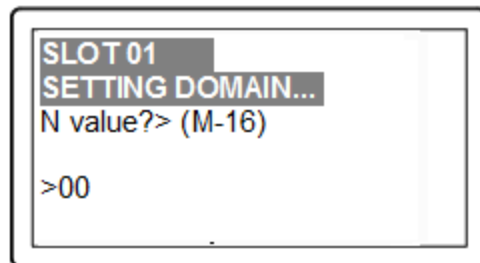 SLOT 01
SETTING DOMAIN...
N value?> (M-16)
>00